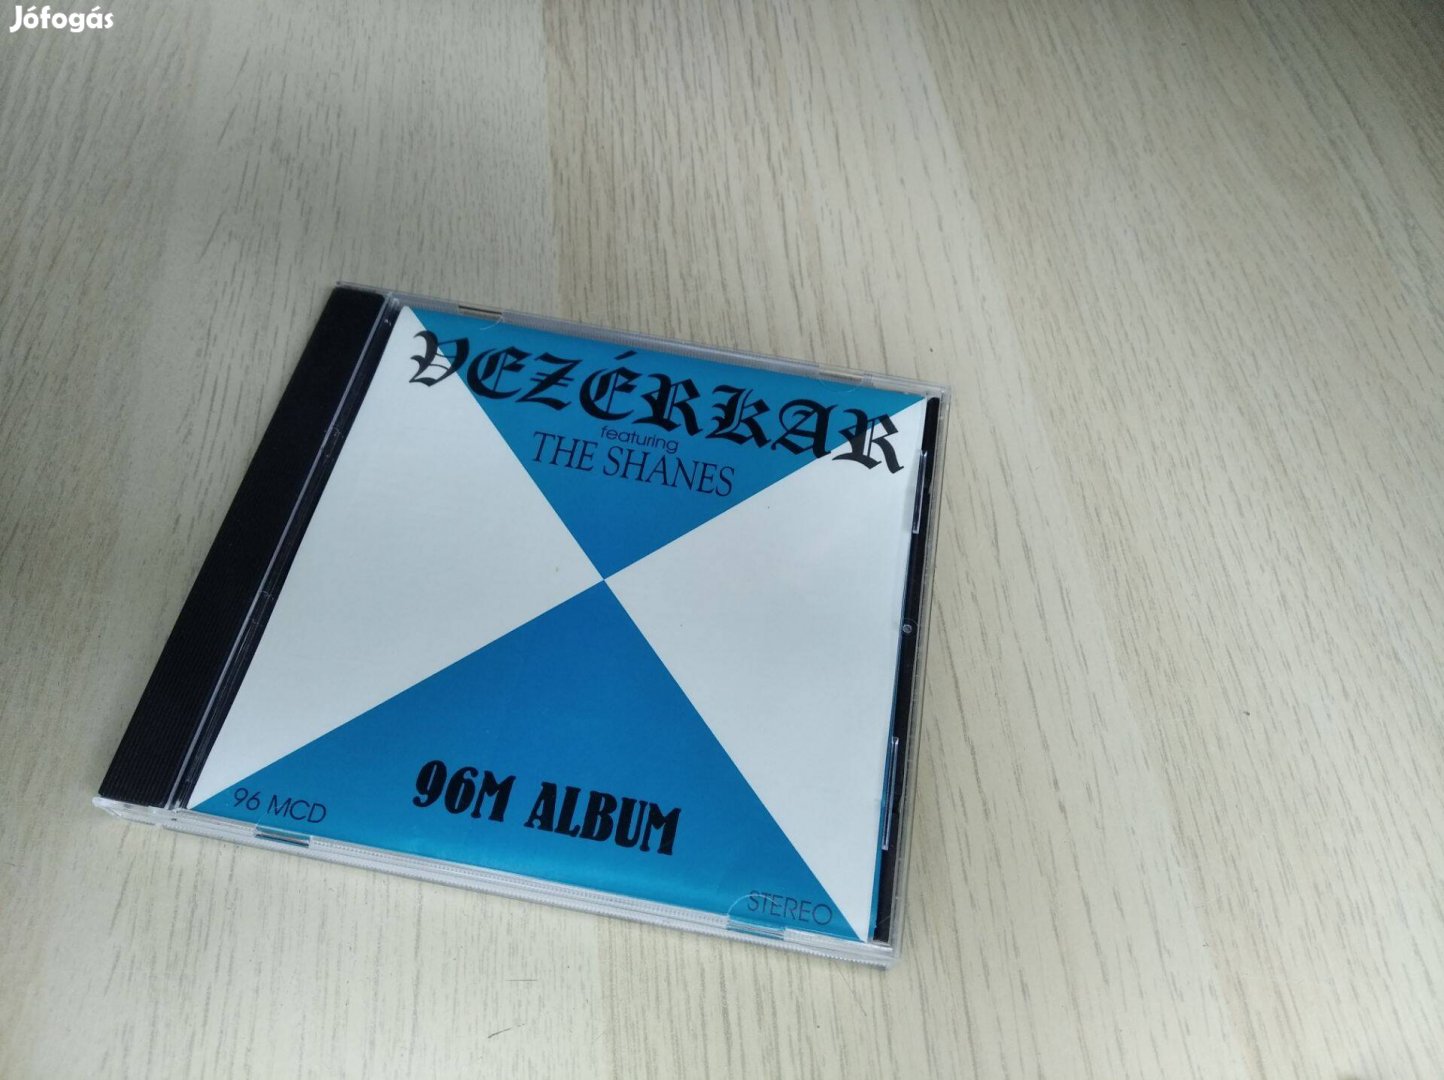 Jófogás
VEZÉRKAR
featuring
THE SHANES
96M ALBUM
96 MCD
STEREO